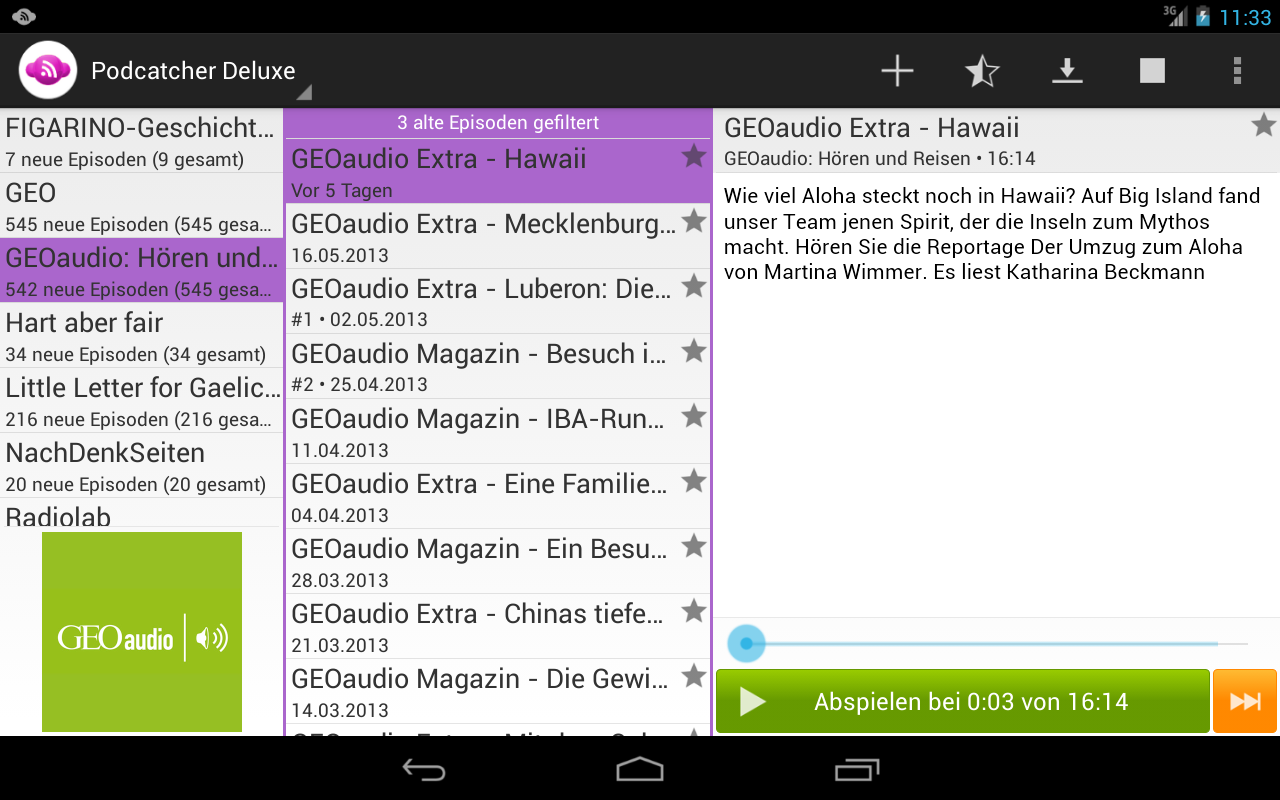 3G
11:33
Podcatcher Deluxe
FIGARINO-Geschicht…
7 neue Episoden (9 gesamt)
GEO
545 neue Episoden (545 gesa…
GEOaudio: Hören und…
542 neue Episoden (545 gesa…
Hart aber fair
34 neue Episoden (34 gesamt)
Little Letter for Gaelic…
216 neue Episoden (216 gesa…
NachDenkSeiten
20 neue Episoden (20 gesamt)
Radiolab
GEO audio
3 alte Episoden gefiltert
GEOaudio Extra - Hawaii
Vor 5 Tagen
GEOaudio Extra - Mecklenburg…
16.05.2013
GEOaudio Extra - Luberon: Die…
#1 • 02.05.2013
GEOaudio Magazin - Besuch i…
#2 • 25.04.2013
GEOaudio Magazin - IBA-Run…
11.04.2013
GEOaudio Extra - Eine Familie…
04.04.2013
GEOaudio Magazin - Ein Besu…
28.03.2013
GEOaudio Extra - Chinas tiefe…
21.03.2013
GEOaudio Magazin - Die Gewi…
14.03.2013
GEOaudio Extra - Hawaii
GEOaudio: Hören und Reisen • 16:14
Wie viel Aloha steckt noch in Hawaii? Auf Big Island fand
unser Team jenen Spirit, der die Inseln zum Mythos
macht. Hören Sie die Reportage Der Umzug zum Aloha
von Martina Wimmer. Es liest Katharina Beckmann
Abspielen bei 0:03 von 16:14